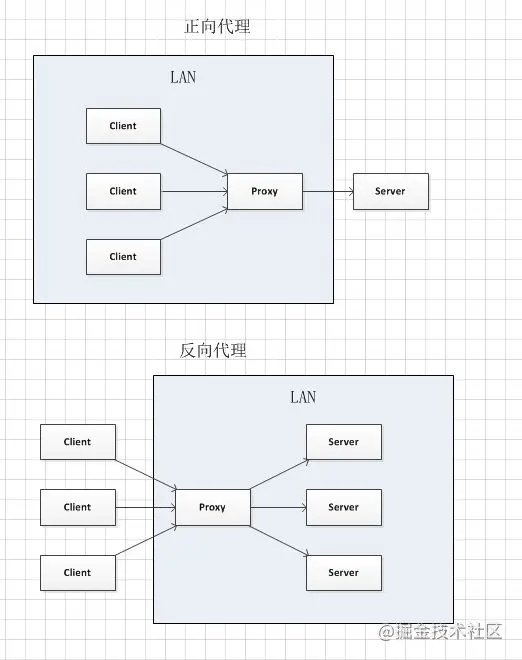 正向代理
LAN
Client
Client
Proxy
Server
Client
反向代理
LAN
Client
Server
Client
Proxy
Server
Client
Server
@掘金技术社区